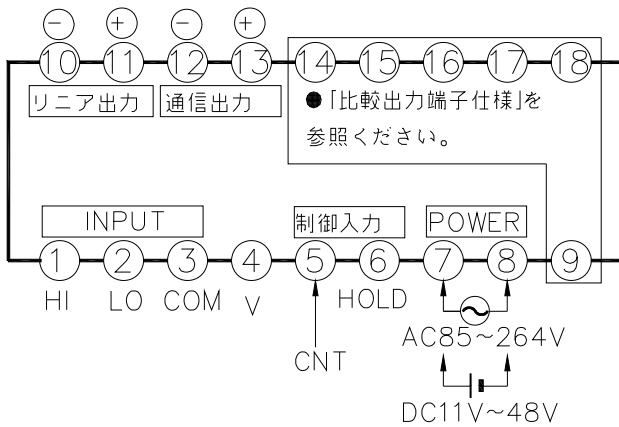 − + − +
10 11 12 13 14 15 16 17 18
リニア出力 通信出力
●「比較出力端子仕様」を
参照ください。
INPUT 制御入力 POWER
1 2 3 4 5 6 7 8 9
HI LO COM V HOLD
CNT
AC85~264V
DC11V~48V